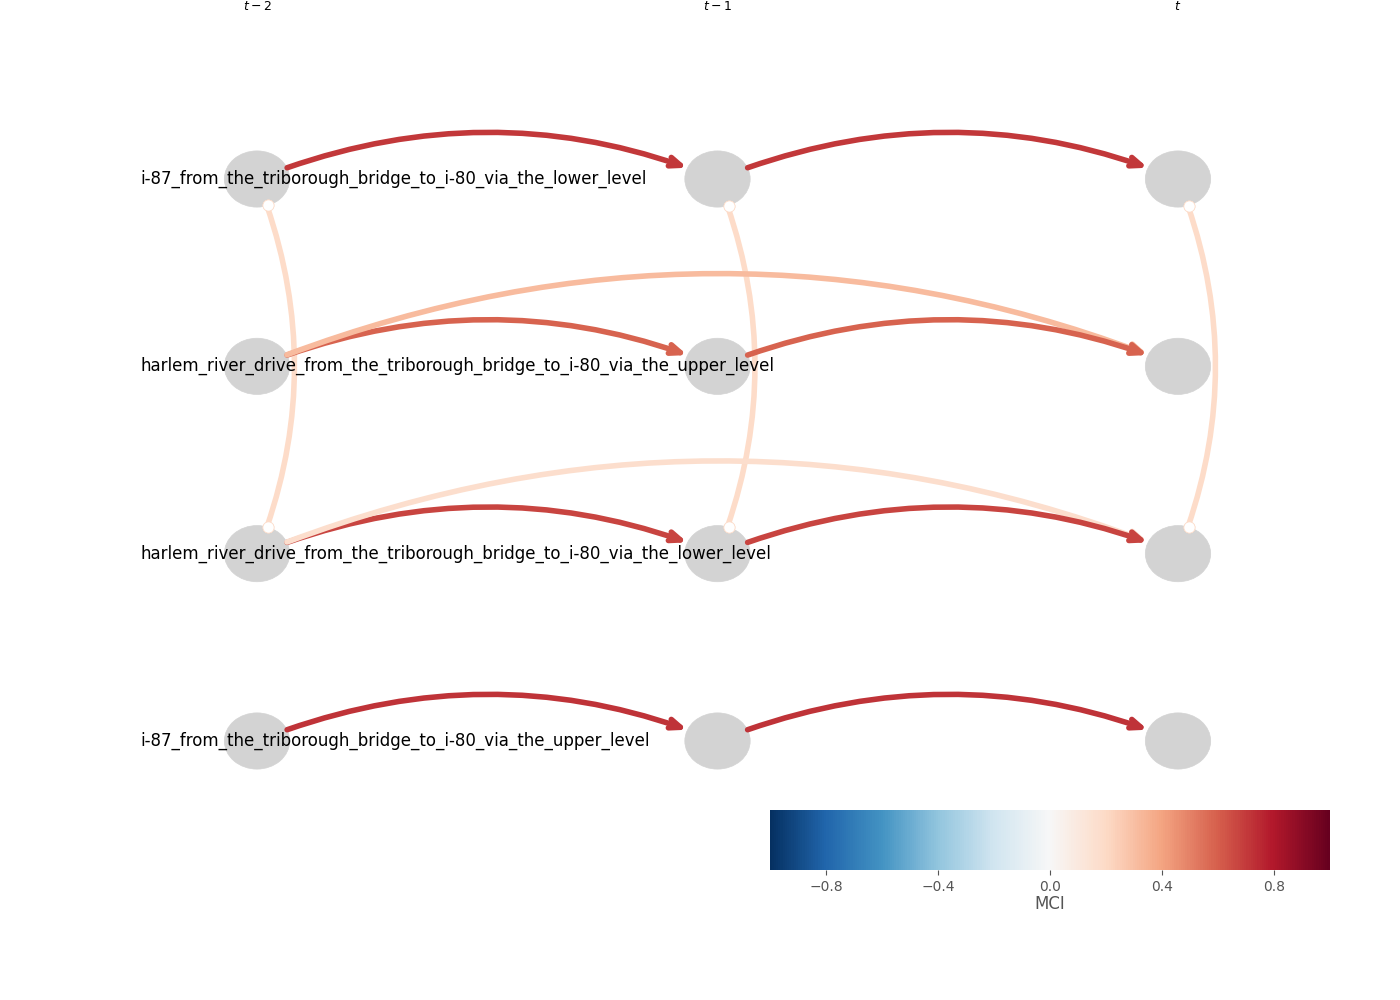 t − 2 t − 1 t
i-87_from_the_triborough_bridge_to_i-80_via_the_lower_level
harlem_river_drive_from_the_triborough_bridge_to_i-80_via_the_upper_level
harlem_river_drive_from_the_triborough_bridge_to_i-80_via_the_lower_level
i-87_from_the_triborough_bridge_to_i-80_via_the_upper_level
−0.8 −0.4 0.0 0.4 0.8
MCI